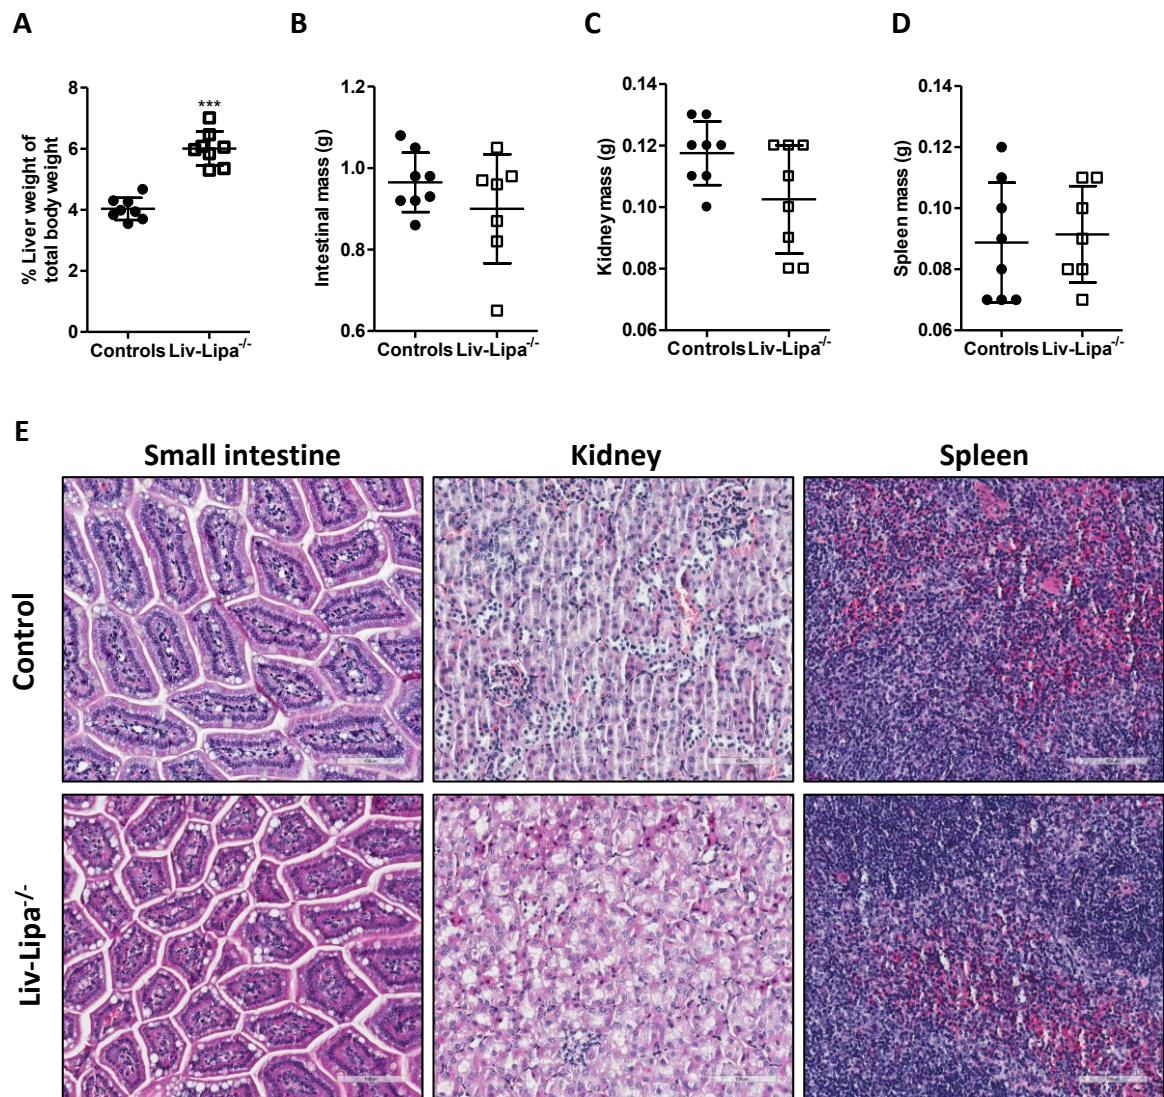 A
B
C
D
% Liver weight of
total body weight
8
6
4
2
0
***
Controls Liv-Lipa-/-
Intestinal mass (g)
1.2
1.0
0.8
0.6
Controls Liv-Lipa-/-
Kidney mass (g)
0.14
0.12
0.10
0.08
0.06
Controls Liv-Lipa-/-
Spleen mass (g)
0.14
0.12
0.10
0.08
0.06
Controls Liv-Lipa-/-
E
Small intestine
Kidney
Spleen
Control
Liv-Lipa-/-